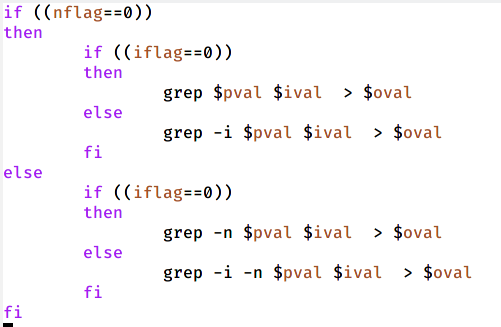 if ((nflag==0))
then
        if ((iflag==0))
        then
                grep $pval $ival  > $oval
        else
                grep -i $pval $ival  > $oval
        fi
else
        if ((iflag==0))
        then
                grep -n $pval $ival  > $oval
        else
                grep -i -n $pval $ival  > $oval
        fi
fi